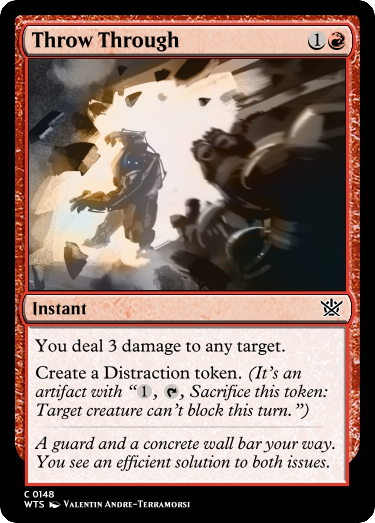 Throw Through 1
Instant
You deal 3 damage to any target.
Create a Distraction token. (It's an
artifact with “1, , Sacrifice this token:
Target creature can't block this turn.”)
A guard and a concrete wall bar your way.
You see an efficient solution to both issues.
C 0148
WTS Valentin Andre-Terramorsi